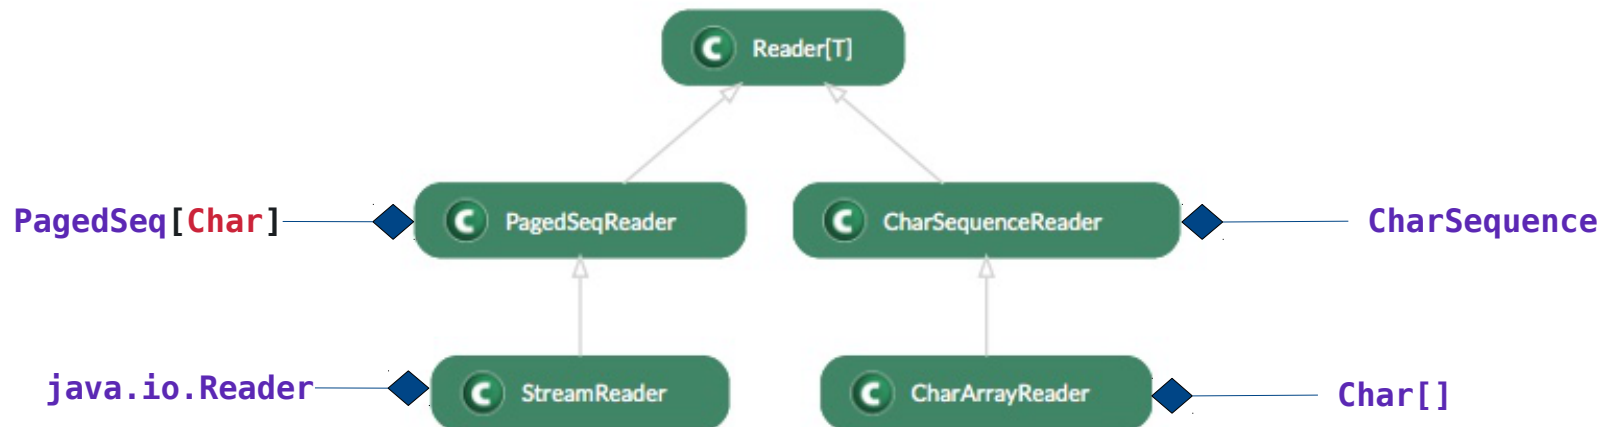 C Reader[T]
PagedSeq[Char] C PagedSeqReader C CharSequenceReader CharSequence
java.io.Reader C StreamReader C CharArrayReader Char[]